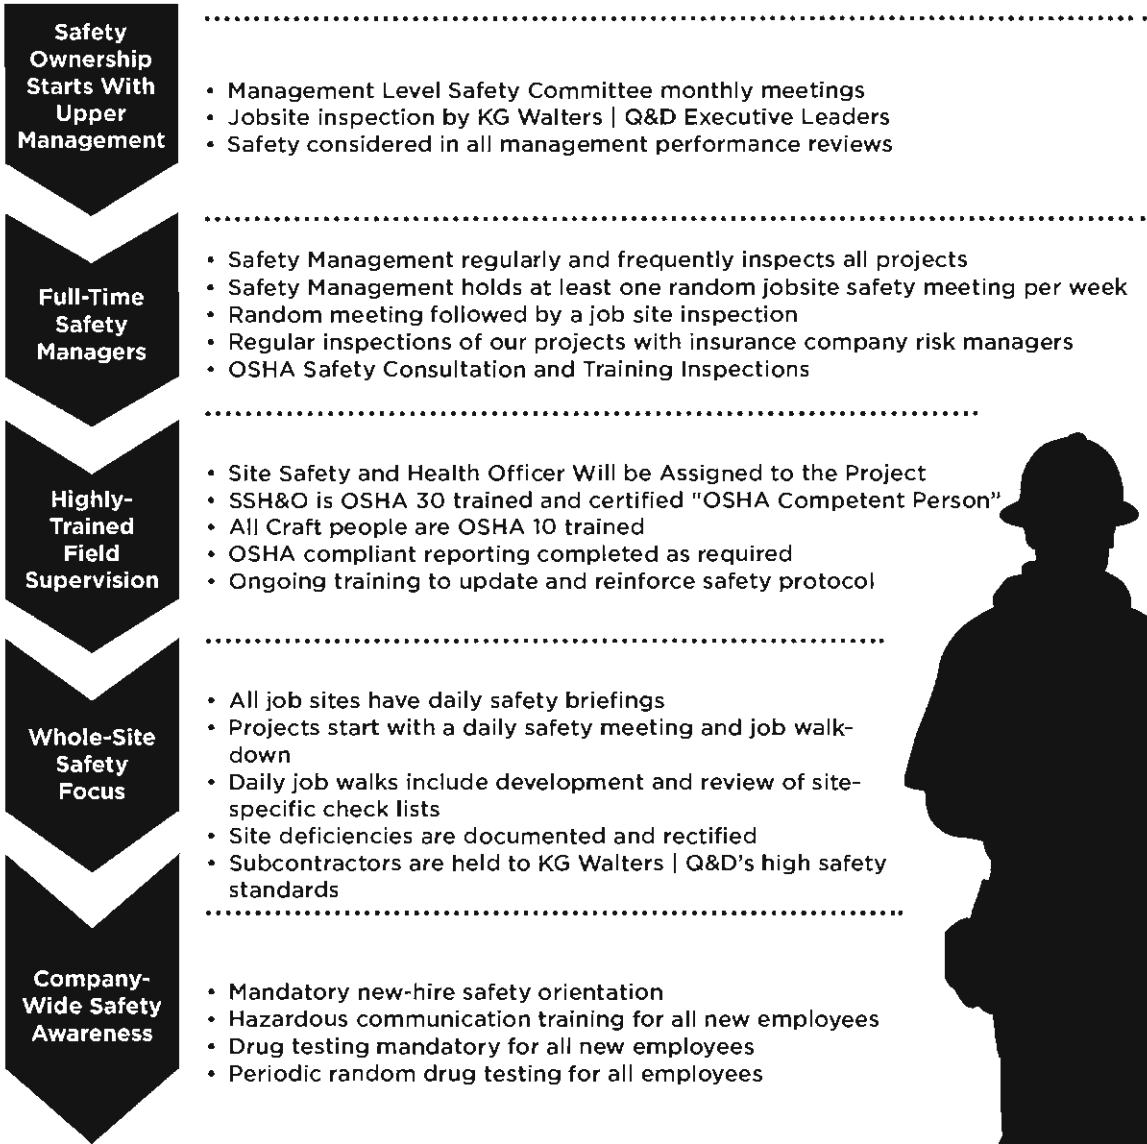 Safety
Ownership
Starts With
Upper
Management
• Management Level Safety Committee monthly meetings
• Jobsite inspection by KG Walters | Q&D Executive Leaders
• Safety considered in all management performance reviews
Full-Time
Safety
Managers
• Safety Management regularly and frequently inspects all projects
• Safety Management holds at least one random jobsite safety meeting per week
• Random meeting followed by a job site inspection
• Regular inspections of our projects with insurance company risk managers
• OSHA Safety Consultation and Training Inspections
Highly-
Trained
Field
Supervision
• Site Safety and Health Officer Will be Assigned to the Project
• SSH&O is OSHA 30 trained and certified "OSHA Competent Person"
• All Craft people are OSHA 10 trained
• OSHA compliant reporting completed as required
• Ongoing training to update and reinforce safety protocol
Whole-Site
Safety
Focus
• All job sites have daily safety briefings
• Projects start with a daily safety meeting and job walk-
down
• Daily job walks include development and review of site-
specific check lists
• Site deficiencies are documented and rectified
• Subcontractors are held to KG Walters | Q&D's high safety
standards
Company-
Wide Safety
Awareness
• Mandatory new-hire safety orientation
• Hazardous communication training for all new employees
• Drug testing mandatory for all new employees
• Periodic random drug testing for all employees